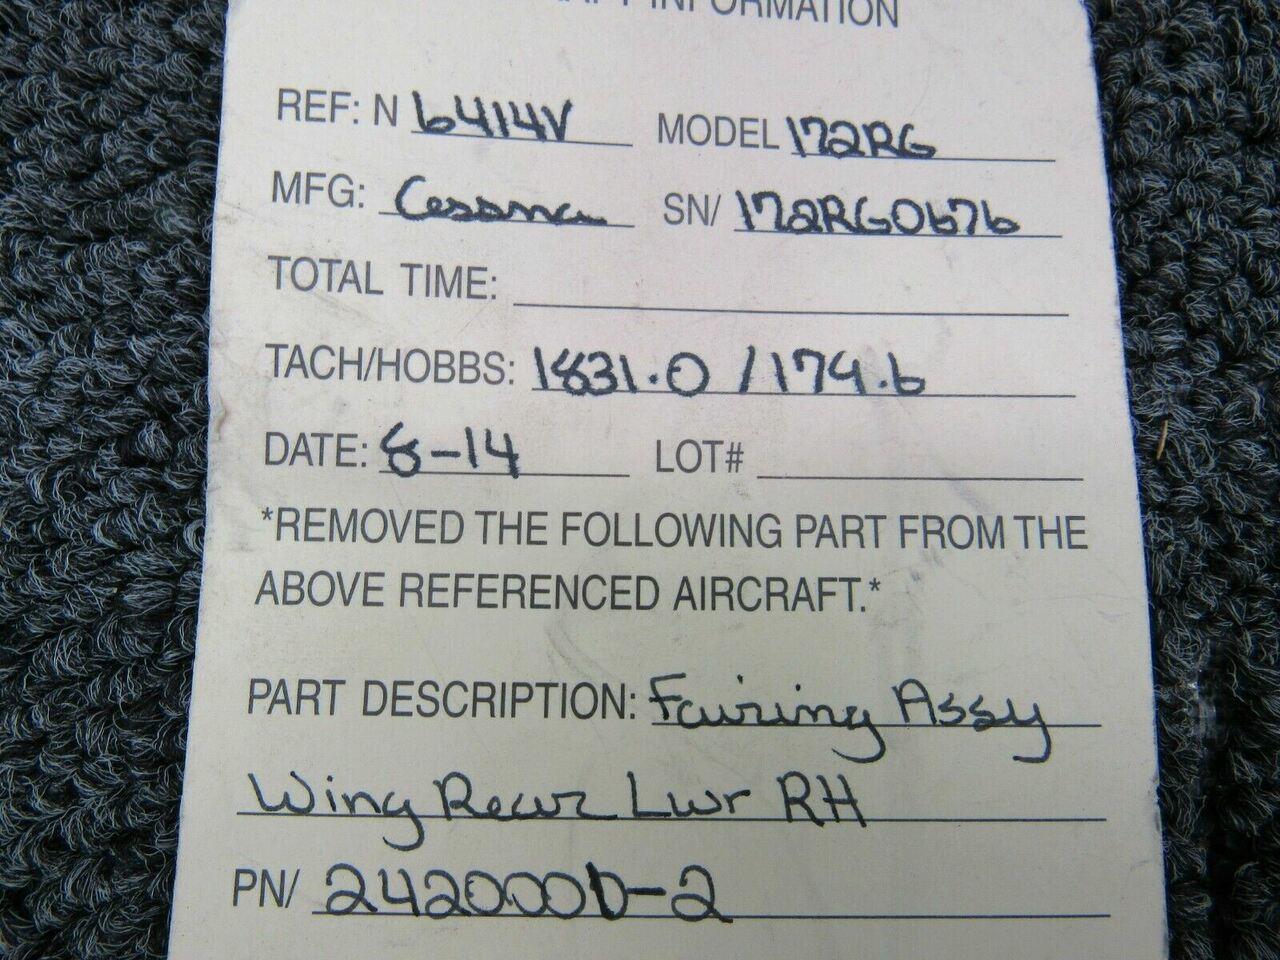 INFORMATION
REF: N 6414V MODEL 172RG
MFG: Cessna SN/ 172RG0676
TOTAL TIME:
TACH/HOBBS: 1831.0 / 174.6
DATE: 8-14 LOT#
*REMOVED THE FOLLOWING PART FROM THE
ABOVE REFERENCED AIRCRAFT.*
PART DESCRIPTION: Fairing Assy
Wing Rear Lwr RH
PN/